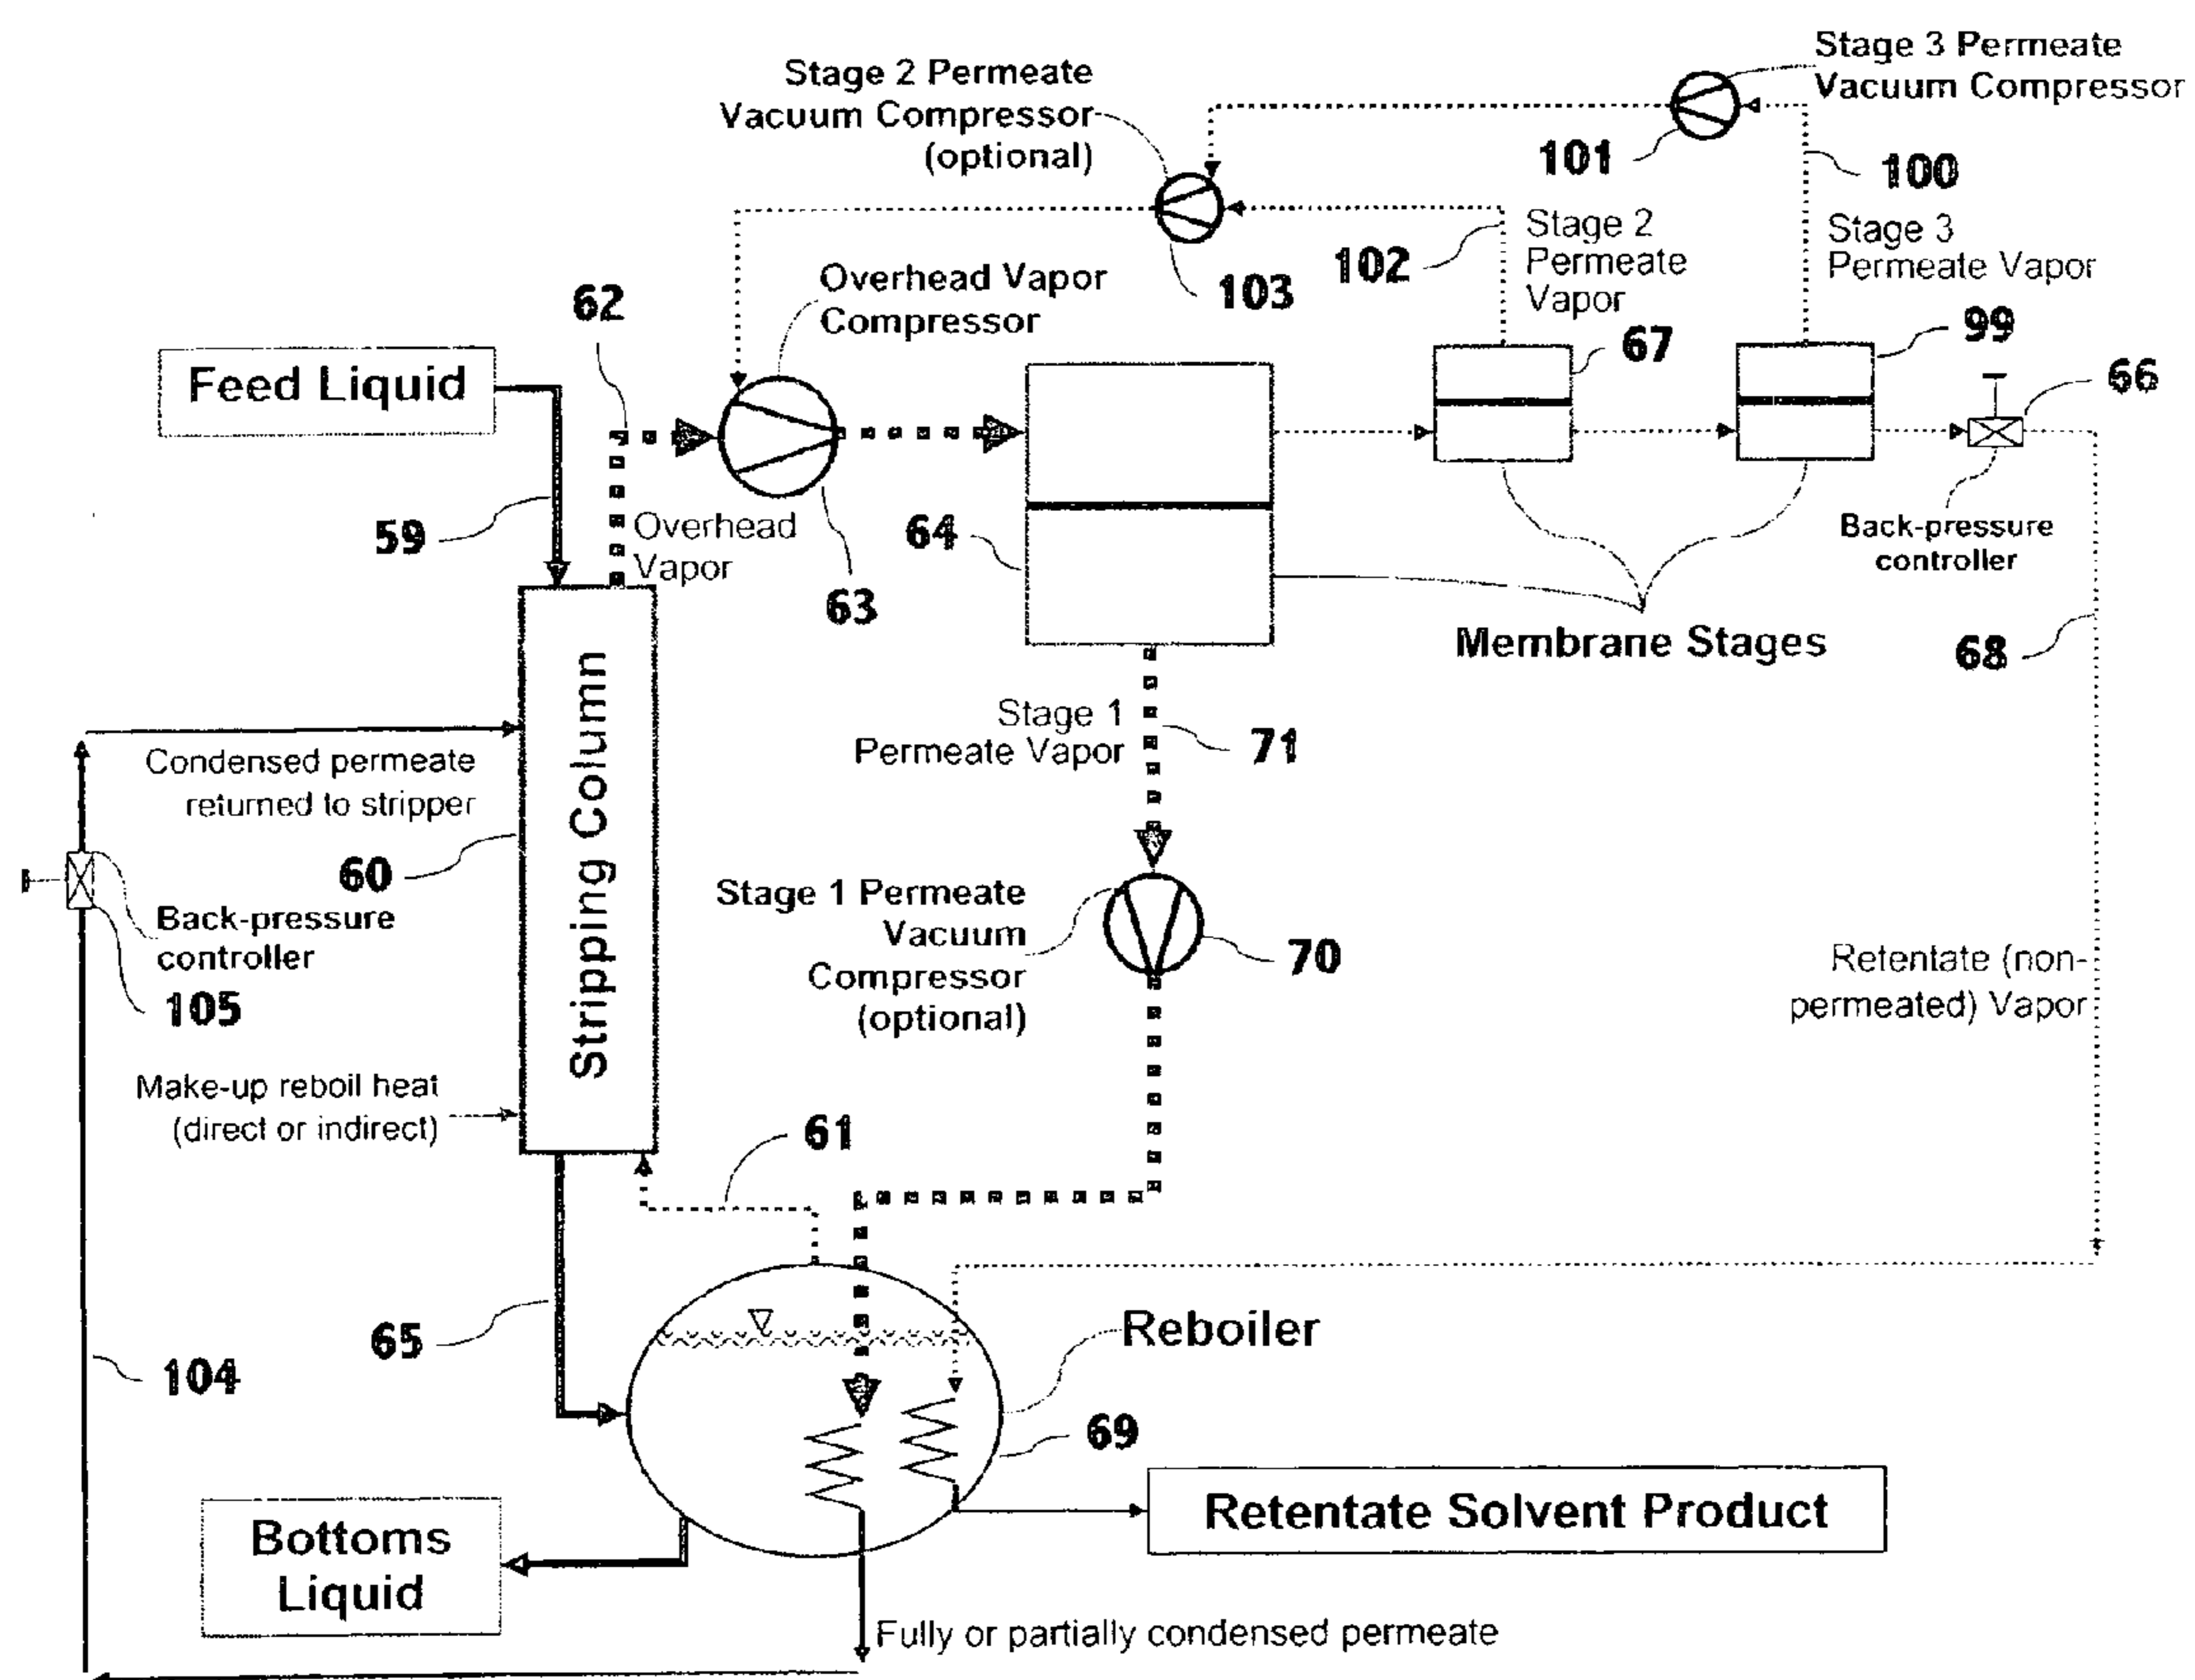 Stage 3 Permeate
Vacuum Compressor
Stage 2 Permeate
Vacuum Compressor
(optional)
101
100
Stage 2
Permeate
Vapor
Stage 3
Permeate Vapor
102
103
Overhead Vapor
Compressor
62
99
67
66
Feed Liquid
Back-pressure
controller
59
Overhead
Vapor
64
63
Membrane Stages
68
Stripping Column
Stage 1
Permeate Vapor
71
Condensed permeate
returned to stripper
60
Stage 1 Permeate
Vacuum
Compressor
(optional)
70
Back-pressure
controller
105
Retentate (non-
permeated) Vapor
Make-up reboil heat
(direct or indirect)
61
65
Reboiler
104
69
Retentate Solvent Product
Bottoms
Liquid
Fully or partially condensed permeate